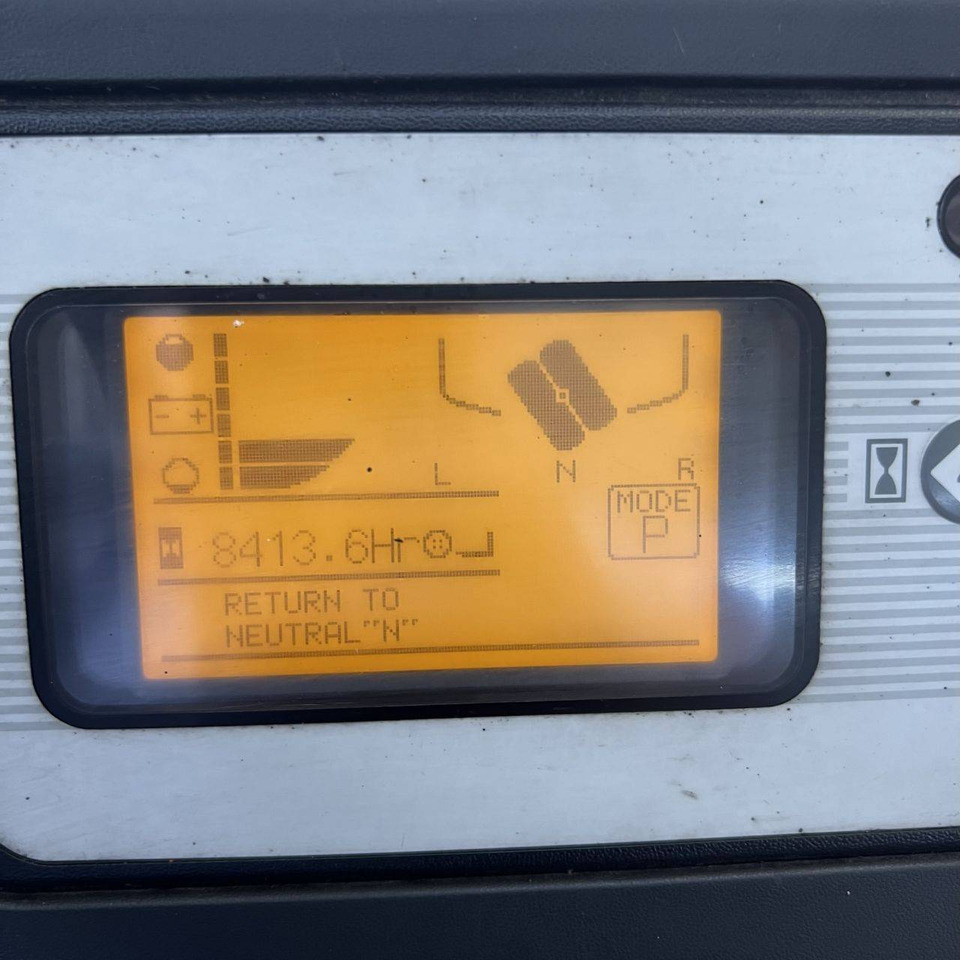 - +
L N R
MODE
P
8413.6Hr
RETURN TO
NEUTRAL"N"